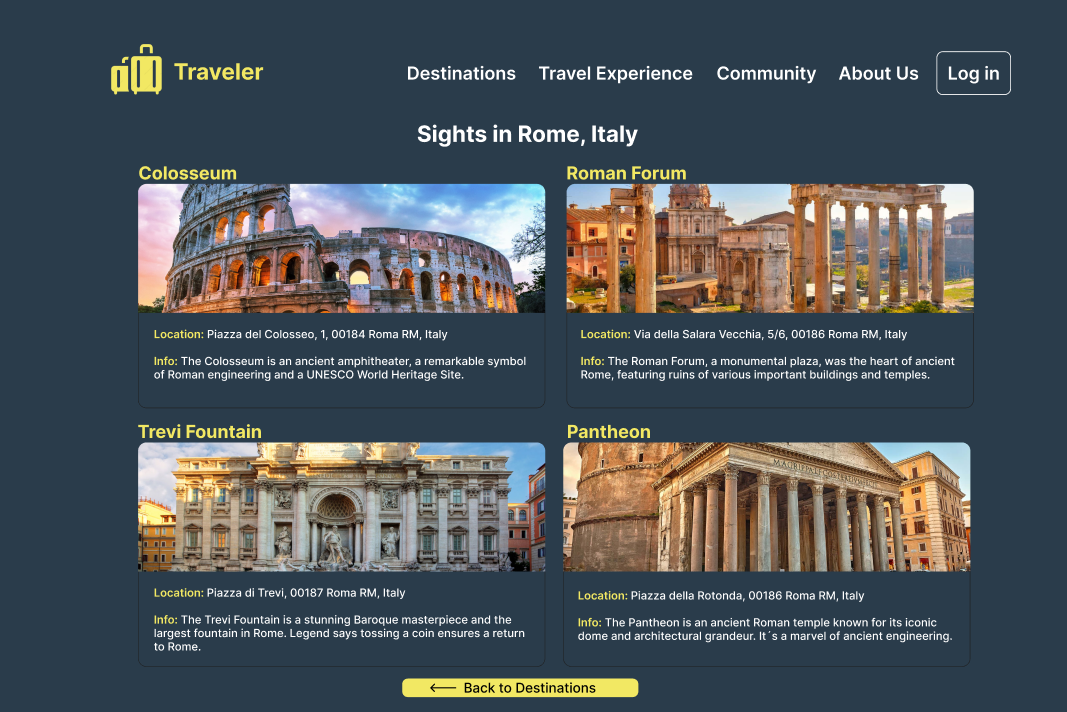 Traveler
Destinations
Travel Experience
Community
About Us
Log in
Sights in Rome, Italy
Colosseum
Location: Piazza del Colosseo, 1, 00184 Roma RM, Italy
Info: The Colosseum is an ancient amphitheater, a remarkable symbol
of Roman engineering and a UNESCO World Heritage Site.
Roman Forum
Location: Via della Salara Vecchia, 5/6, 00186 Roma RM, Italy
Info: The Roman Forum, a monumental plaza, was the heart of ancient
Rome, featuring ruins of various important buildings and temples.
Trevi Fountain
Location: Piazza di Trevi, 00187 Roma RM, Italy
Info: The Trevi Fountain is a stunning Baroque masterpiece and the
largest fountain in Rome. Legend says tossing a coin ensures a return
to Rome.
Pantheon
Location: Piazza della Rotonda, 00186 Roma RM, Italy
Info: The Pantheon is an ancient Roman temple known for its iconic
dome and architectural grandeur. It´s a marvel of ancient engineering.
Back to Destinations